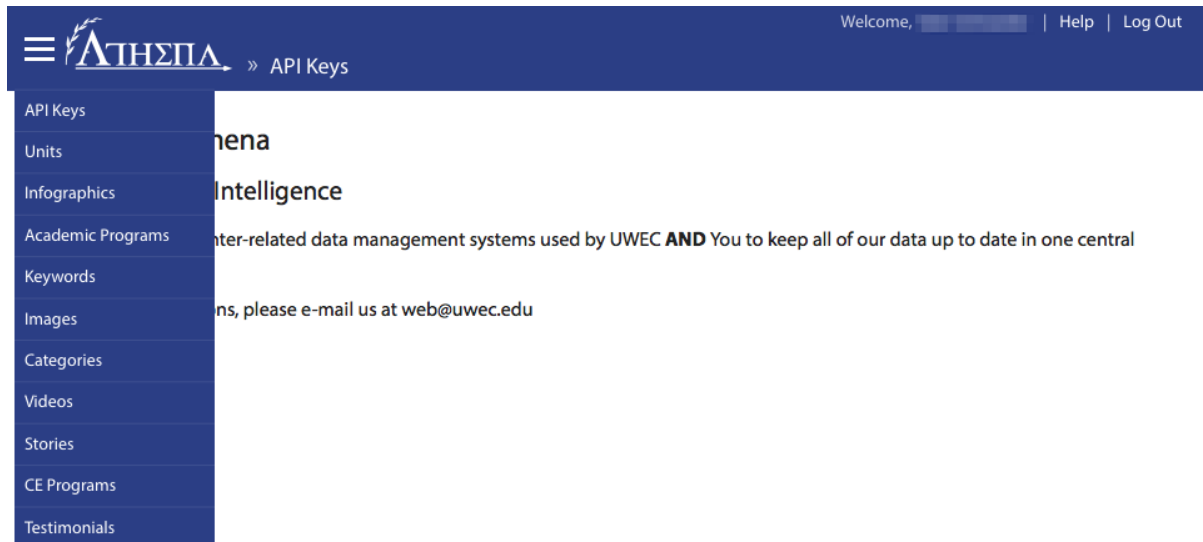 Welcome, | Help | Log Out
ΑΤΗΣΠΑ » API Keys
API Keys
Units
Infographics
Academic Programs
Keywords
Images
Categories
Videos
Stories
CE Programs
Testimonials
hena
Intelligence
nter-related data management systems used by UWEC AND You to keep all of our data up to date in one central
ns, please e-mail us at web@uwec.edu